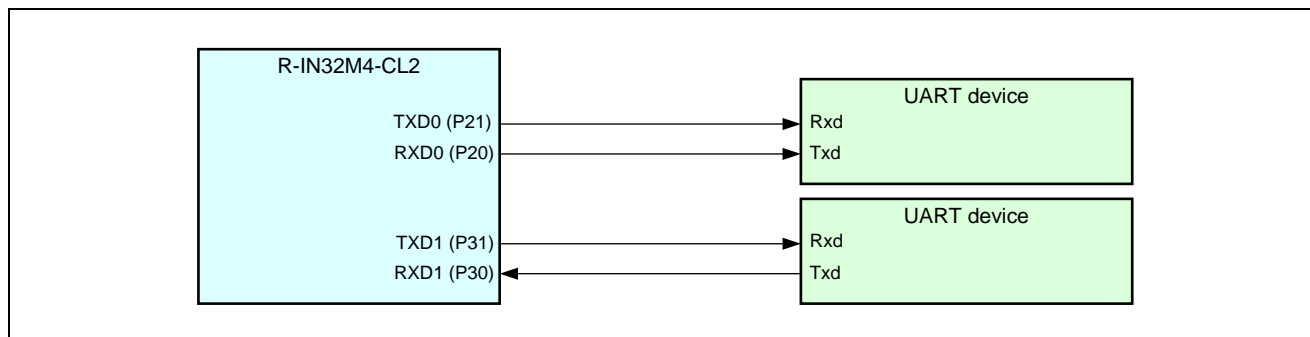 R-IN32M4-CL2
TXD0 (P21)
RXD0 (P20)
TXD1 (P31)
RXD1 (P30)
UART device
Rxd
Txd
UART device
Rxd
Txd